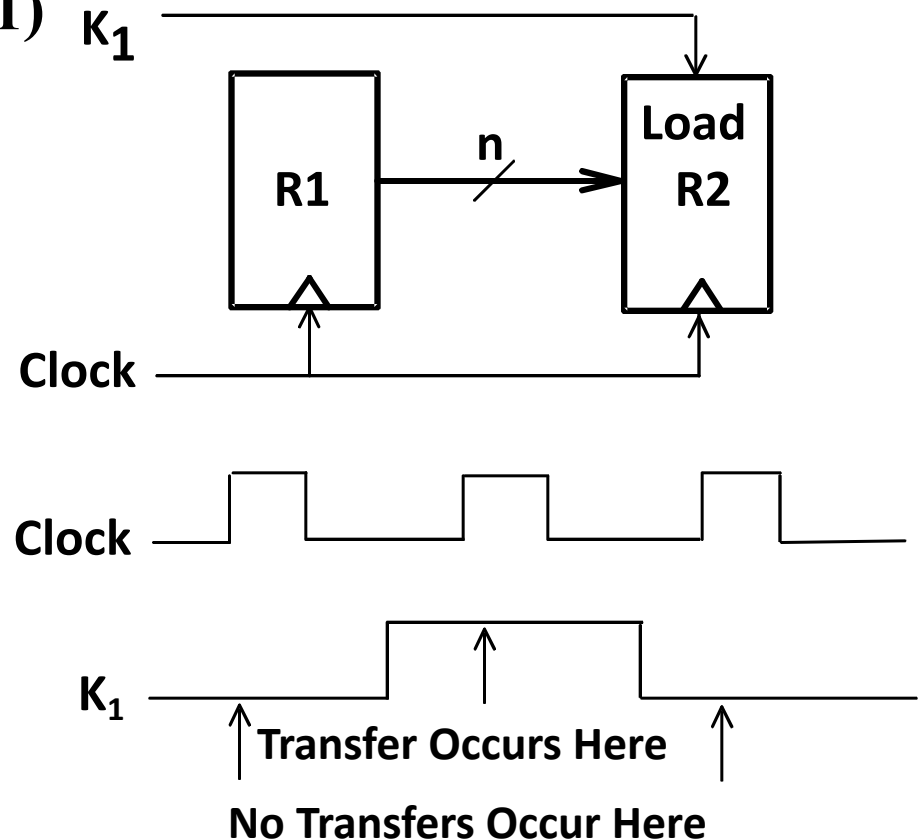 1)
K₁
Load
n
R1
R2
Clock
Clock
K₁
Transfer Occurs Here
No Transfers Occur Here